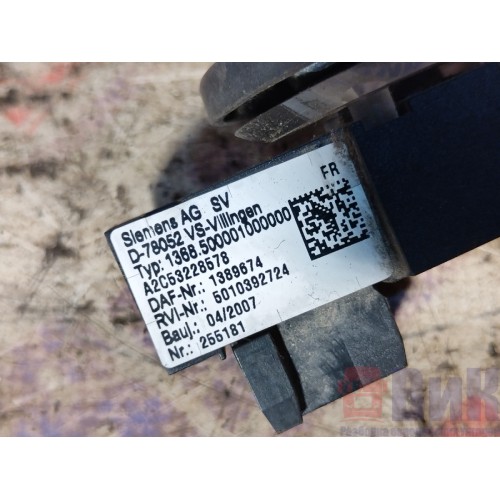 Siemens AG SV
D-78052 VS-Villingen
Typ: 1368.500001000000
A2C53228578
DAF-Nr.: 1389674
RVI-Nr.: 5010392724
Bauj.: 04/2007
Nr.: 255181
FR
ВиК